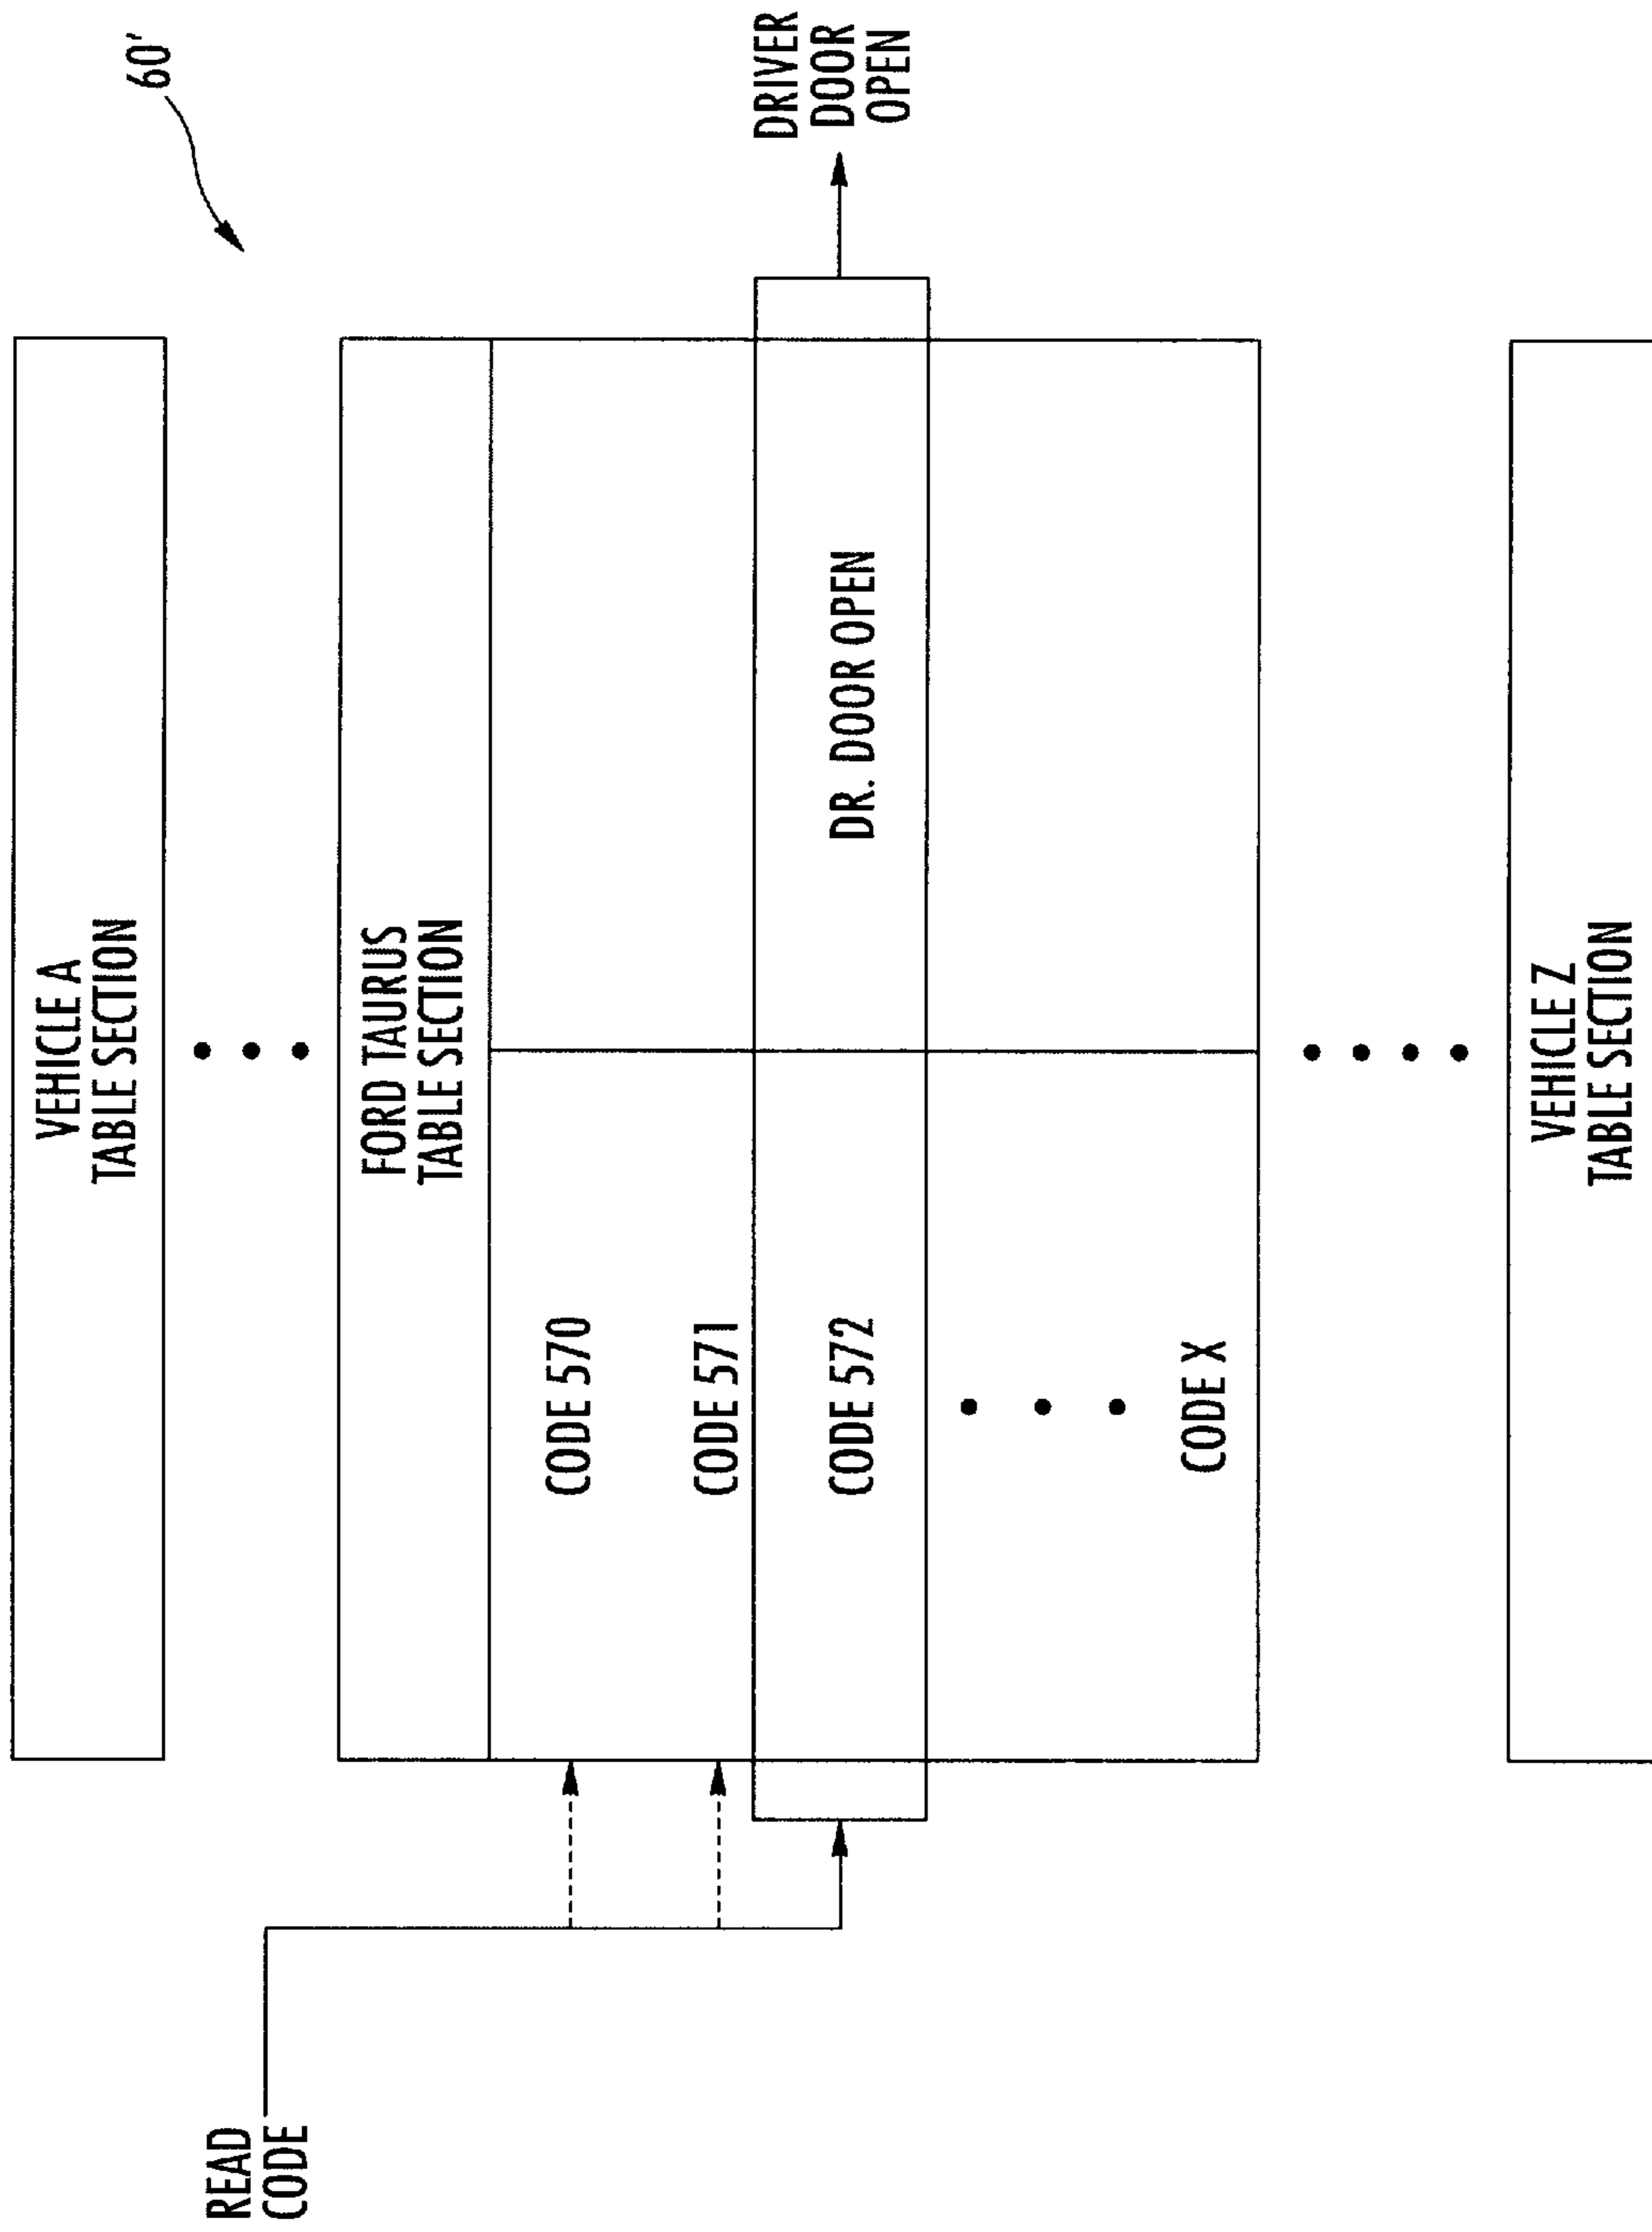 60'
VEHICLE A
TABLE SECTION
READ
CODE
FORD TAURUS
TABLE SECTION
CODE 570
CODE 571
CODE 572
DR. DOOR OPEN
DRIVER
DOOR
OPEN
CODE X
VEHICLE Z
TABLE SECTION